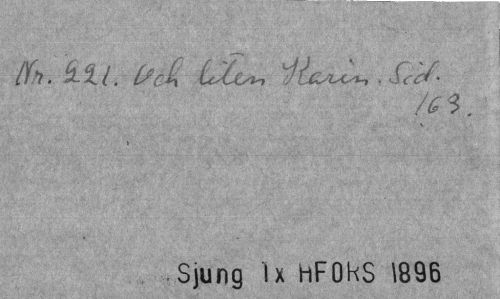 Nr. 221. Och liten Karin. Sid.
163.
Sjung 1x HFORS 1896